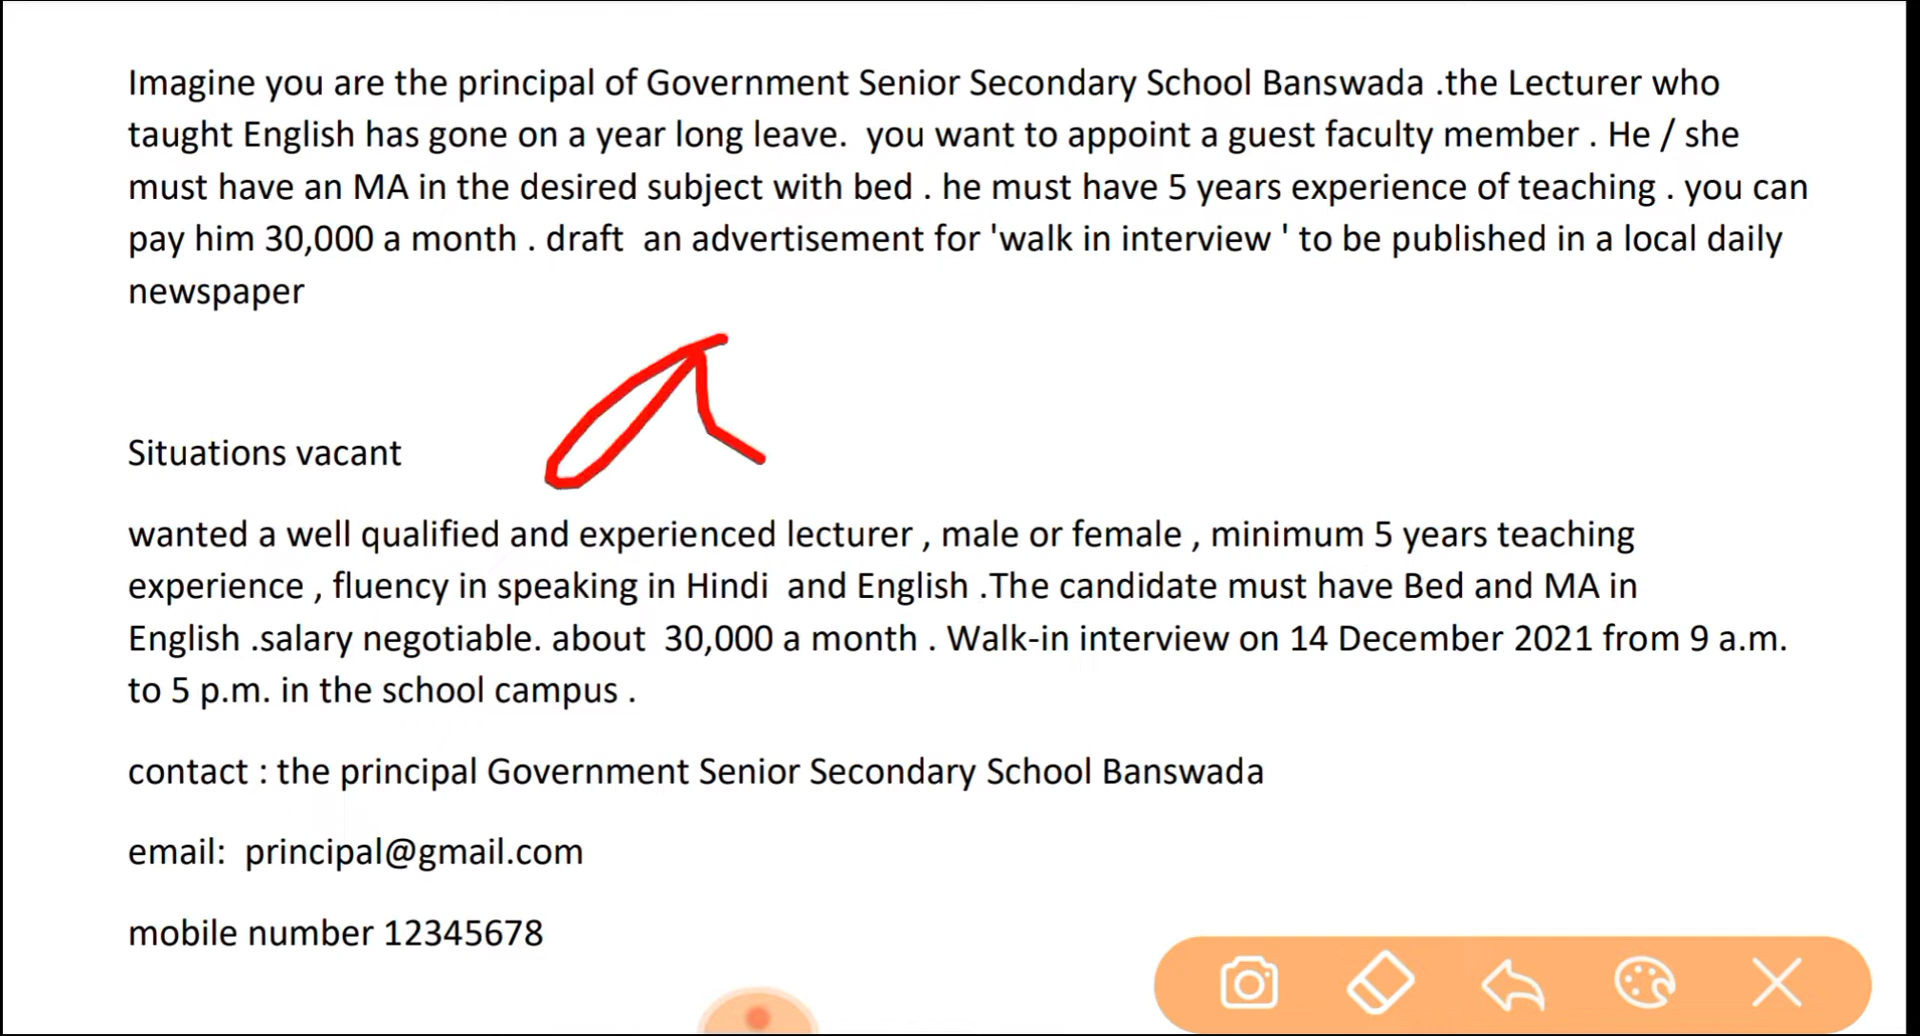 Imagine you are the principal of Government Senior Secondary School Banswada .the Lecturer who
taught English has gone on a year long leave.  you want to appoint a guest faculty member . He / she
must have an MA in the desired subject with bed . he must have 5 years experience of teaching . you can
pay him 30,000 a month . draft  an advertisement for 'walk in interview ' to be published in a local daily
newspaper
Situations vacant
wanted a well qualified and experienced lecturer , male or female , minimum 5 years teaching
experience , fluency in speaking in Hindi  and English .The candidate must have Bed and MA in
English .salary negotiable. about  30,000 a month . Walk-in interview on 14 December 2021 from 9 a.m.
to 5 p.m. in the school campus .
contact : the principal Government Senior Secondary School Banswada
email:  principal@gmail.com
mobile number 12345678